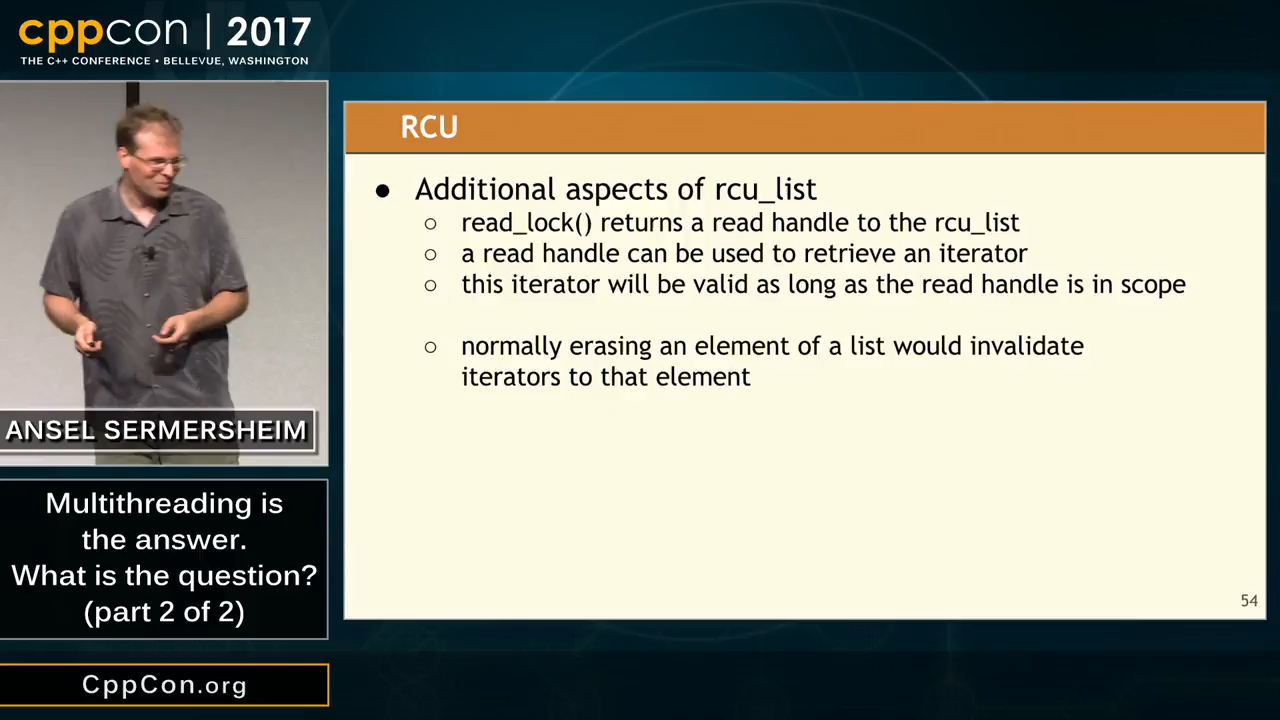 cppcon | 2017
THE C++ CONFERENCE • BELLEVUE, WASHINGTON
ANSEL SERMERSHEIM
Multithreading is
the answer.
What is the question?
(part 2 of 2)
CppCon.org
RCU
● Additional aspects of rcu_list
○ read_lock() returns a read handle to the rcu_list
○ a read handle can be used to retrieve an iterator
○ this iterator will be valid as long as the read handle is in scope
○ normally erasing an element of a list would invalidate
iterators to that element
54